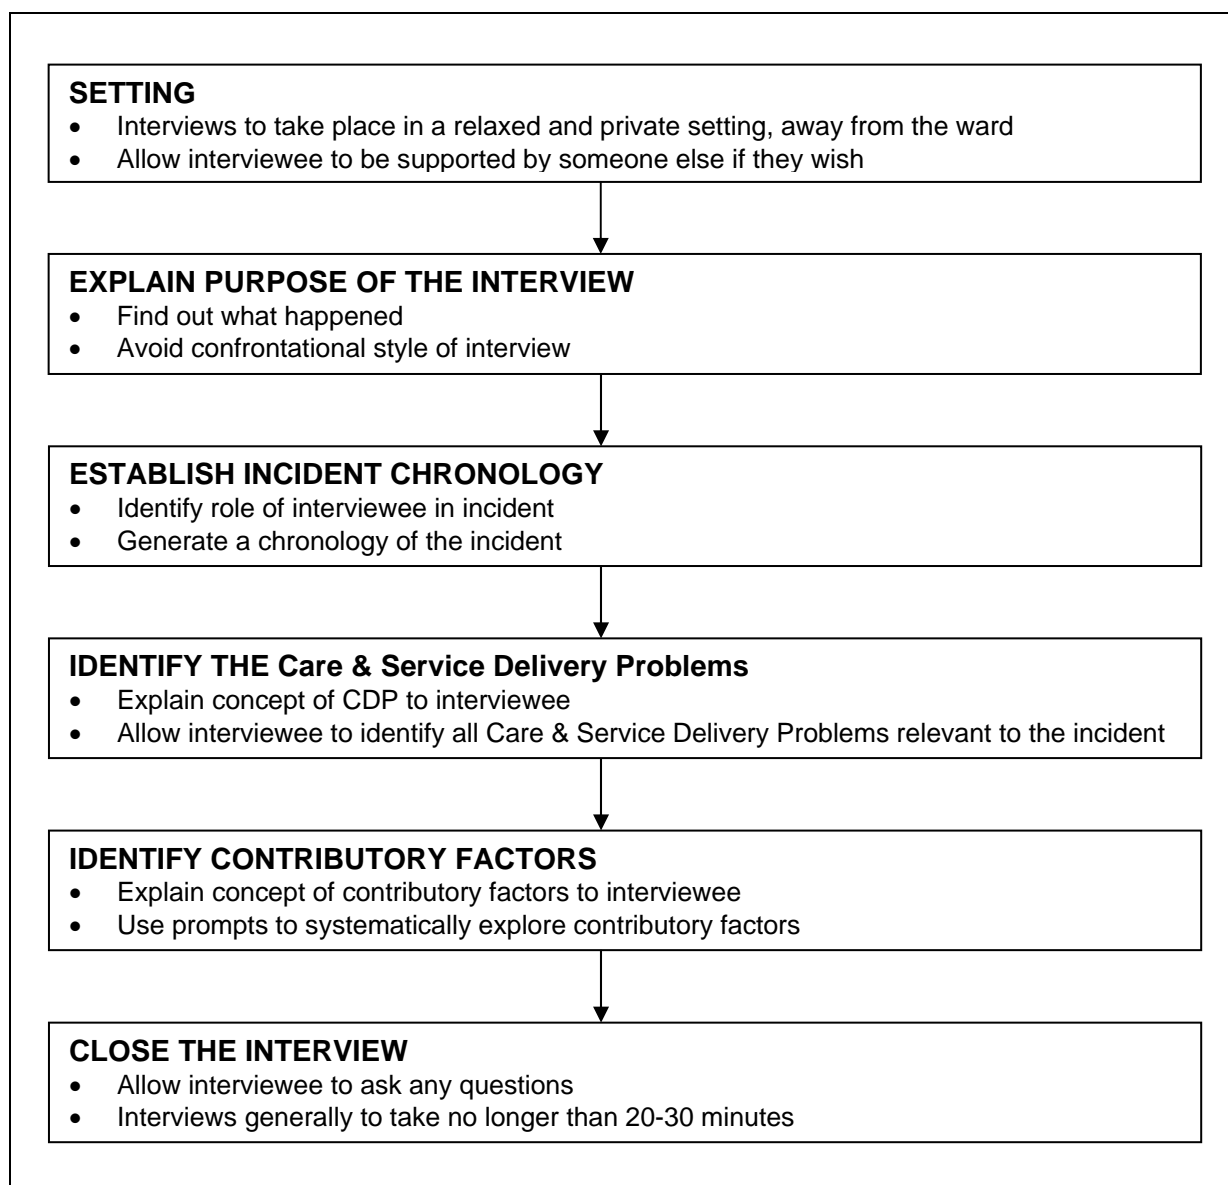 SETTING
• Interviews to take place in a relaxed and private setting, away from the ward
• Allow interviewee to be supported by someone else if they wish
EXPLAIN PURPOSE OF THE INTERVIEW
• Find out what happened
• Avoid confrontational style of interview
ESTABLISH INCIDENT CHRONOLOGY
• Identify role of interviewee in incident
• Generate a chronology of the incident
IDENTIFY THE Care & Service Delivery Problems
• Explain concept of CDP to interviewee
• Allow interviewee to identify all Care & Service Delivery Problems relevant to the incident
IDENTIFY CONTRIBUTORY FACTORS
• Explain concept of contributory factors to interviewee
• Use prompts to systematically explore contributory factors
CLOSE THE INTERVIEW
• Allow interviewee to ask any questions
• Interviews generally to take no longer than 20-30 minutes